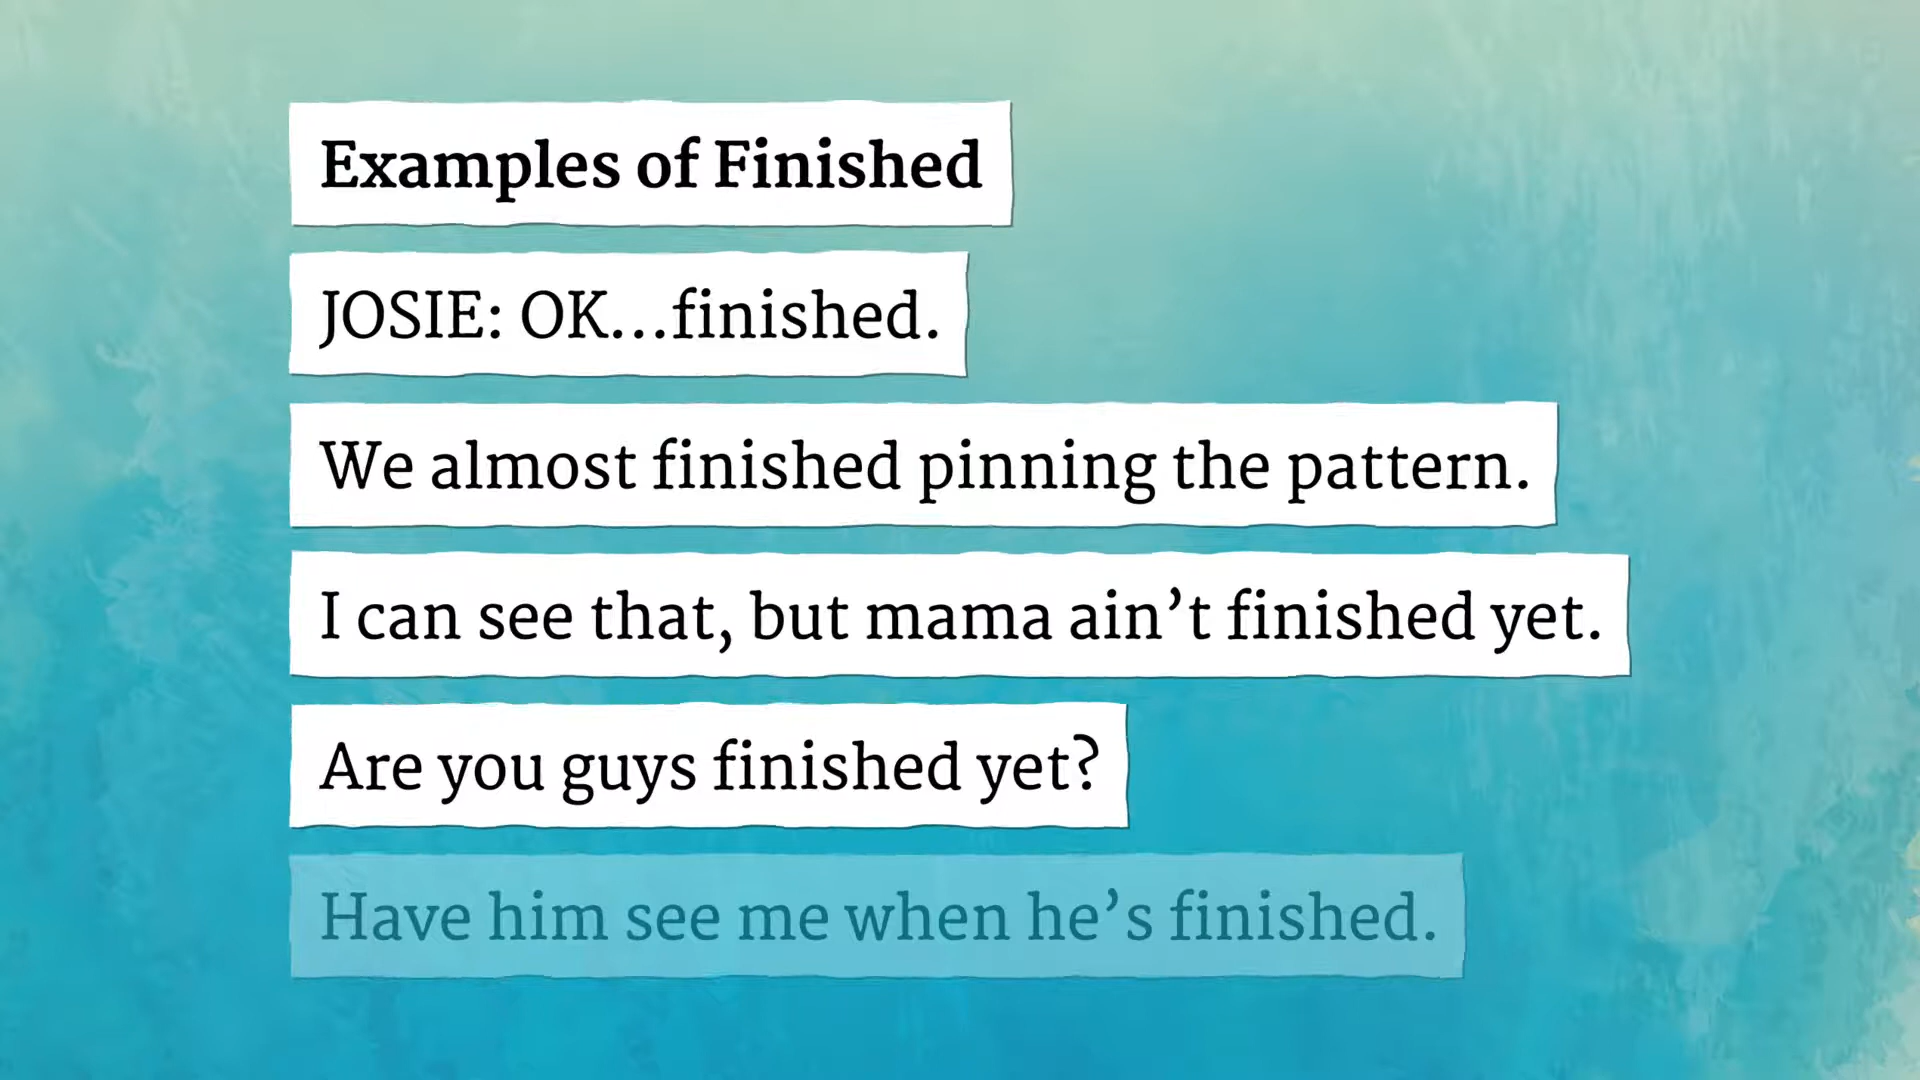 Examples of Finished
JOSIE: OK...finished.
We almost finished pinning the pattern.
I can see that, but mama ain’t finished yet.
Are you guys finished yet?
Have him see me when he’s finished.